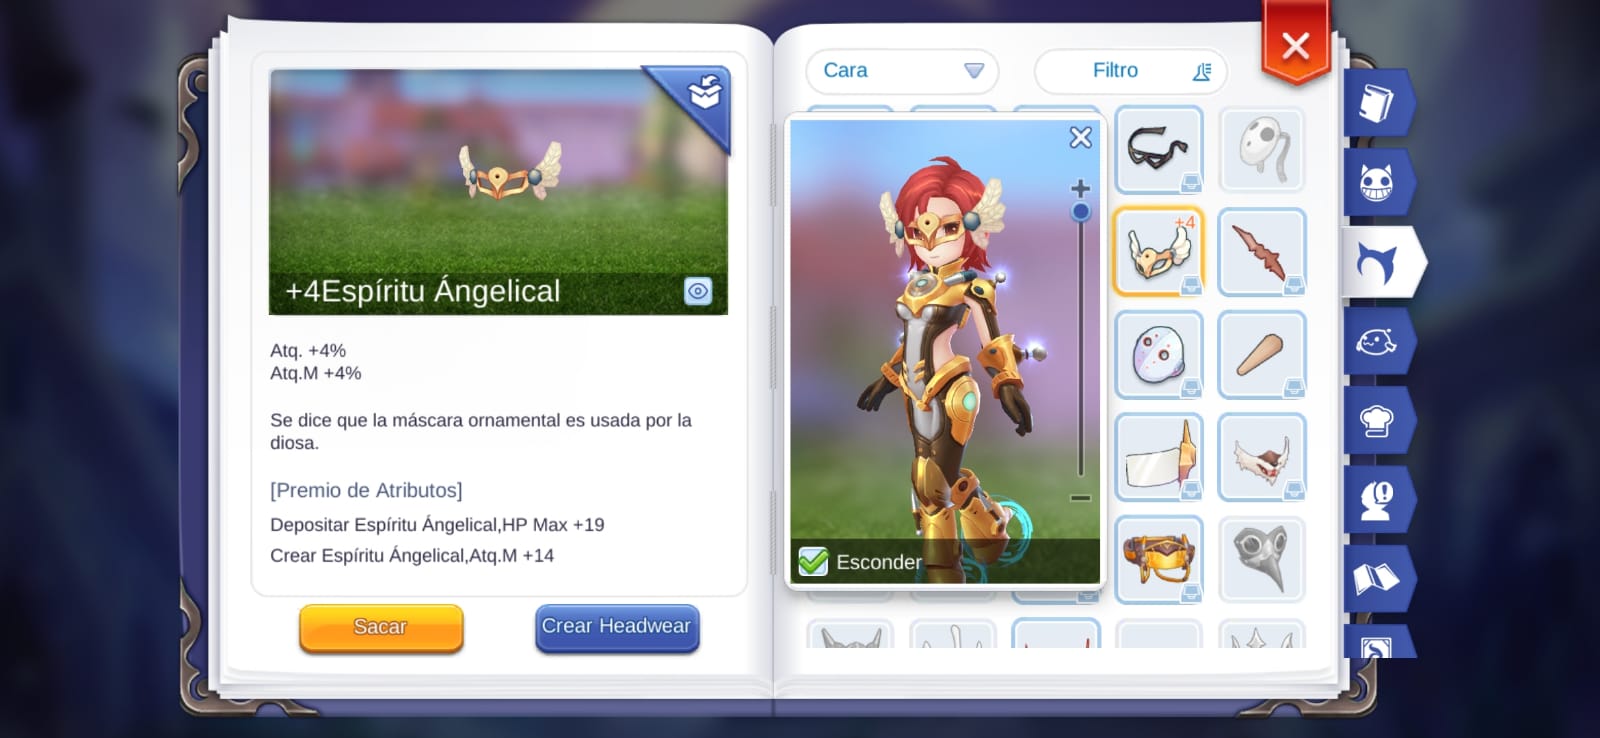 +4Espíritu Ángelical
Atq. +4%
Atq.M +4%
Se dice que la máscara ornamental es usada por la
diosa.
[Premio de Atributos]
Depositar Espíritu Ángelical,HP Max +19
Crear Espíritu Ángelical,Atq.M +14
Sacar
Crear Headwear
Cara
Filtro
+4
Esconder